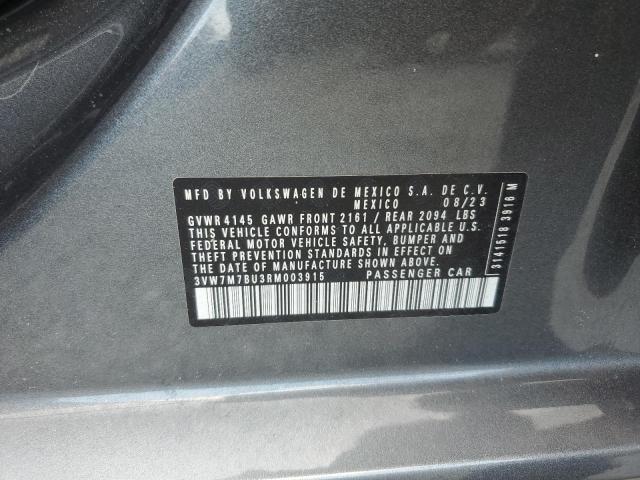 MFD BY VOLKSWAGEN DE MEXICO S.A. DE C.V.
MEXICO 08/23
GVWR 4145 GAWR FRONT 2161 / REAR 2094 LBS
THIS VEHICLE CONFORMS TO ALL APPLICABLE U.S.
FEDERAL MOTOR VEHICLE SAFETY, BUMPER AND
THEFT PREVENTION STANDARDS IN EFFECT ON
THE DATE OF MANUFACTURE SHOWN ABOVE.
3VW7M7BU3RM003915 PASSENGER CAR
3141518 3916 M